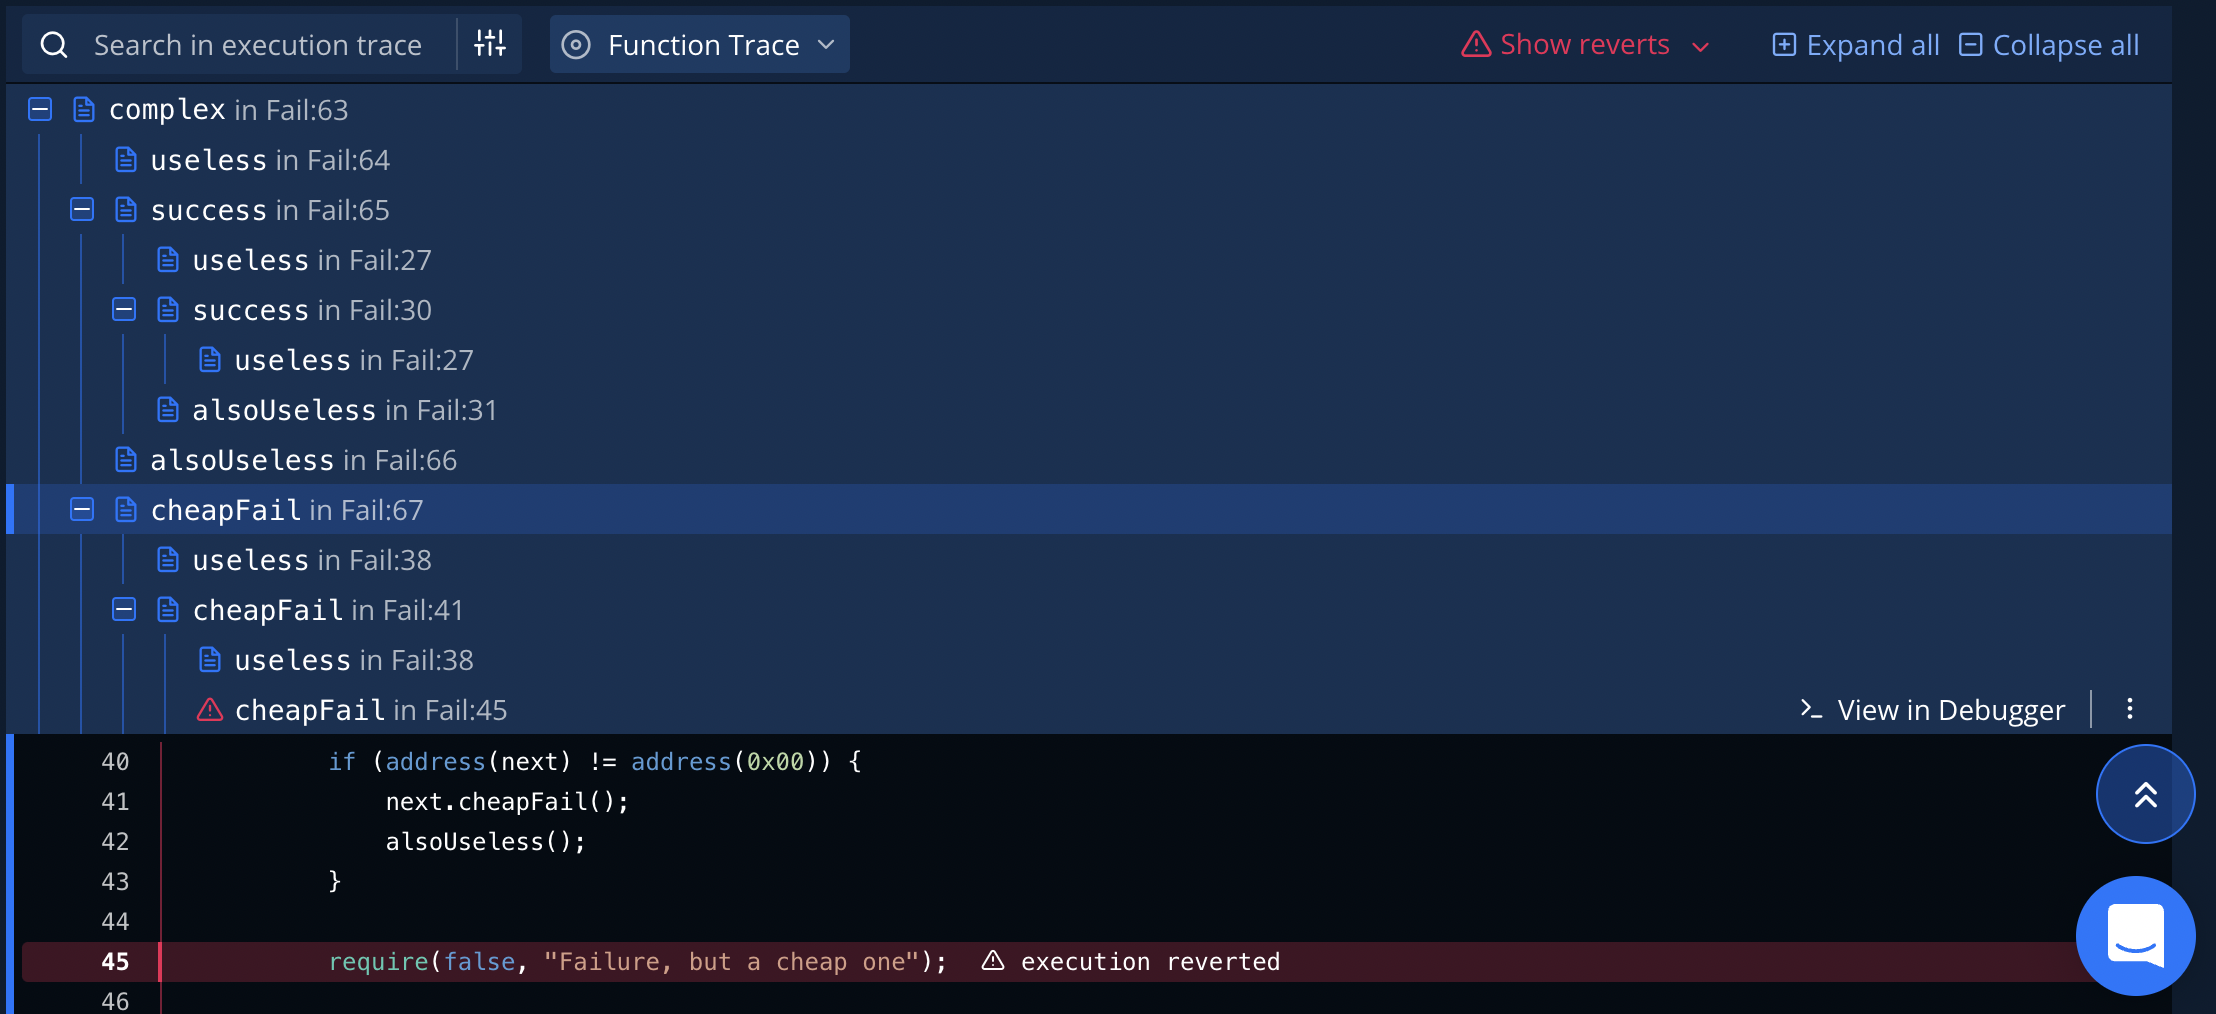 Search in execution trace Function Trace Show reverts Expand all Collapse all
complex in Fail:63
useless in Fail:64
success in Fail:65
useless in Fail:27
success in Fail:30
useless in Fail:27
alsoUseless in Fail:31
alsoUseless in Fail:66
cheapFail in Fail:67
useless in Fail:38
cheapFail in Fail:41
useless in Fail:38
cheapFail in Fail:45 View in Debugger
40 if (address(next) != address(0x00)) {
41 next.cheapFail();
42 alsoUseless();
43 }
44
45 require(false, "Failure, but a cheap one"); execution reverted
46